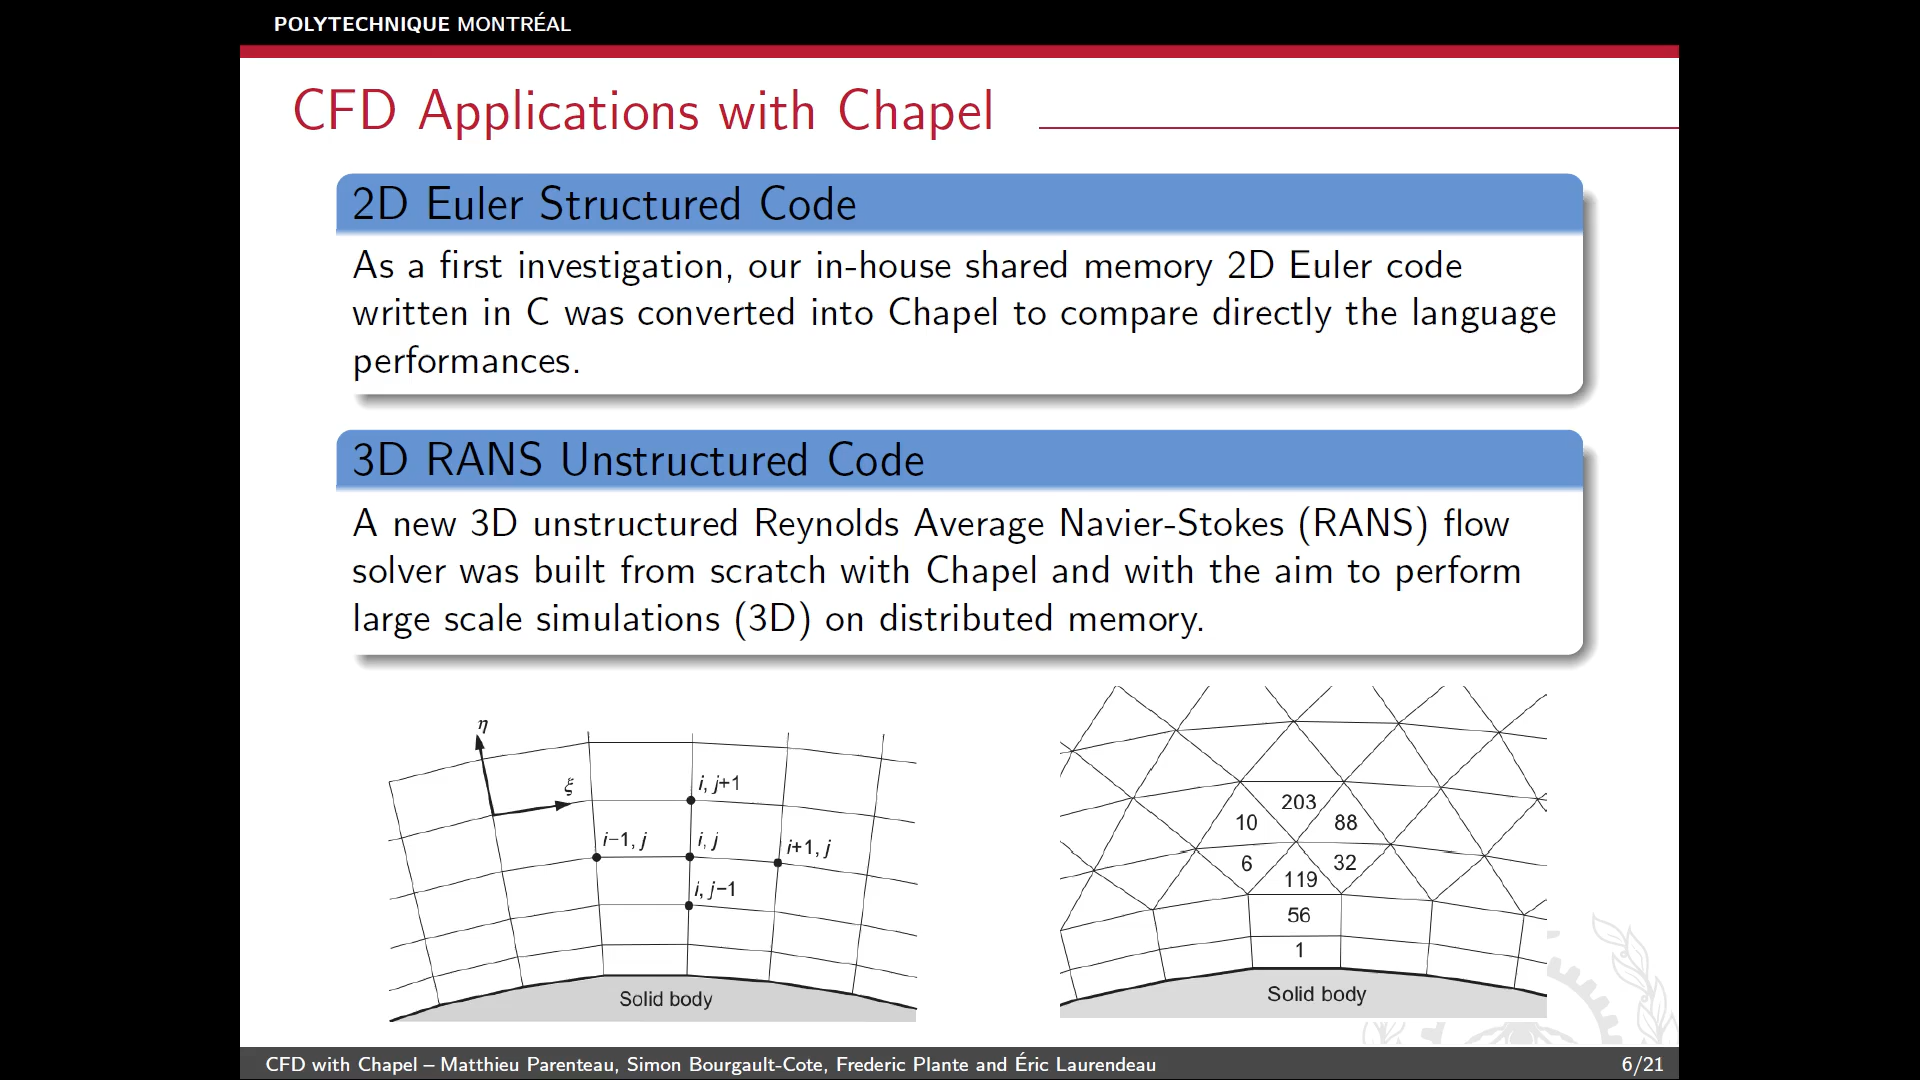 POLYTECHNIQUE MONTRÉAL
CFD Applications with Chapel
2D Euler Structured Code
As a first investigation, our in-house shared memory 2D Euler code
written in C was converted into Chapel to compare directly the language
performances.
3D RANS Unstructured Code
A new 3D unstructured Reynolds Average Navier-Stokes (RANS) flow
solver was built from scratch with Chapel and with the aim to perform
large scale simulations (3D) on distributed memory.
η
ξ
i, j+1
i−1, j
i, j
i+1, j
i, j−1
Solid body
203
10
88
6
32
119
56
1
Solid body
CFD with Chapel – Matthieu Parenteau, Simon Bourgault-Cote, Frederic Plante and Éric Laurendeau
6/21